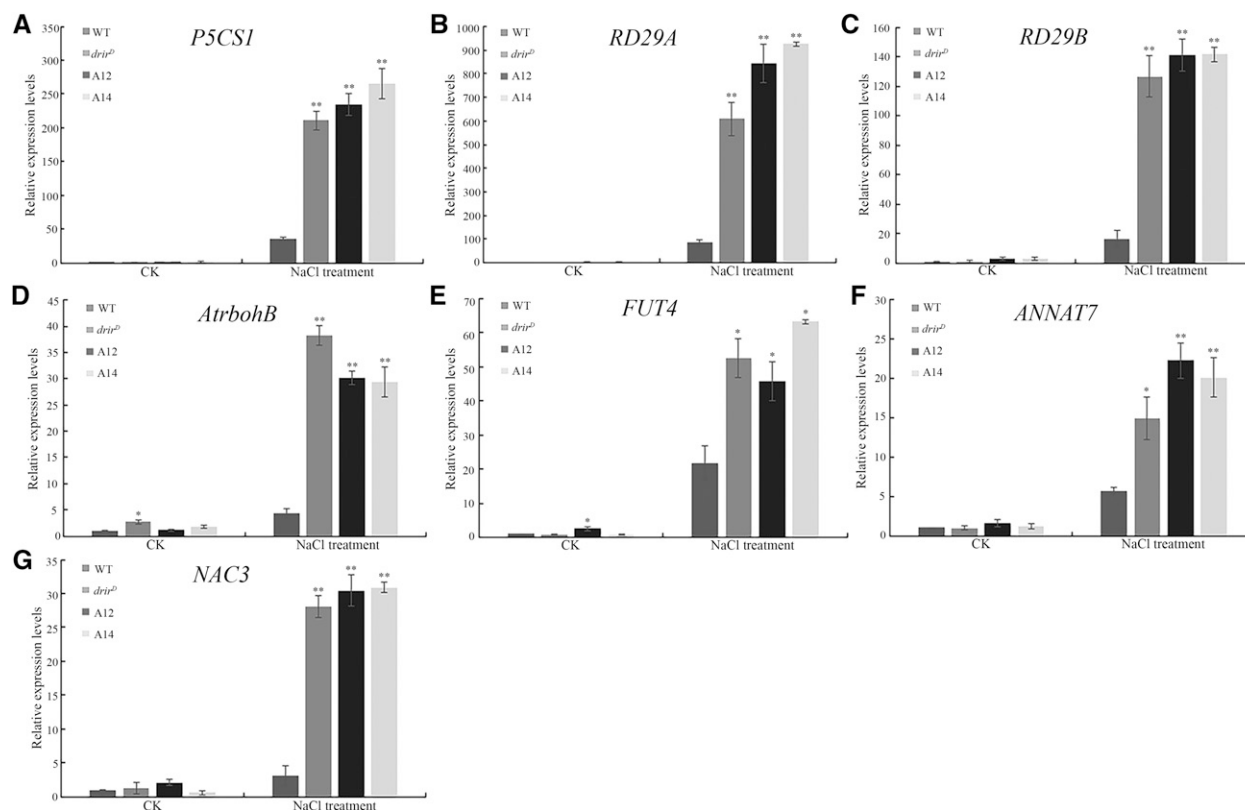 A
P5CS1
WT
drirᴰ
A12
A14
Relative expression levels
350
300
250
200
150
100
50
0
**
**
**
CK
NaCl treatment
B
RD29A
WT
drirᴰ
A12
A14
Relative expression levels
1000
900
800
700
600
500
400
300
200
100
0
**
**
**
CK
NaCl treatment
C
RD29B
WT
drirᴰ
A12
A14
Relative expression levels
160
140
120
100
80
60
40
20
0
**
**
**
CK
NaCl treatment
D
AtrbohB
WT
drirᴰ
A12
A14
Relative expression levels
45
40
35
30
25
20
15
10
5
0
*
**
**
**
CK
NaCl treatment
E
FUT4
WT
drirᴰ
A12
A14
Relative expression levels
70
60
50
40
30
20
10
0
*
*
*
*
CK
NaCl treatment
F
ANNAT7
WT
drirᴰ
A12
A14
Relative expression levels
30
25
20
15
10
5
0
*
**
**
CK
NaCl treatment
G
NAC3
WT
drirᴰ
A12
A14
Relative expression levels
35
30
25
20
15
10
5
0
**
**
**
CK
NaCl treatment